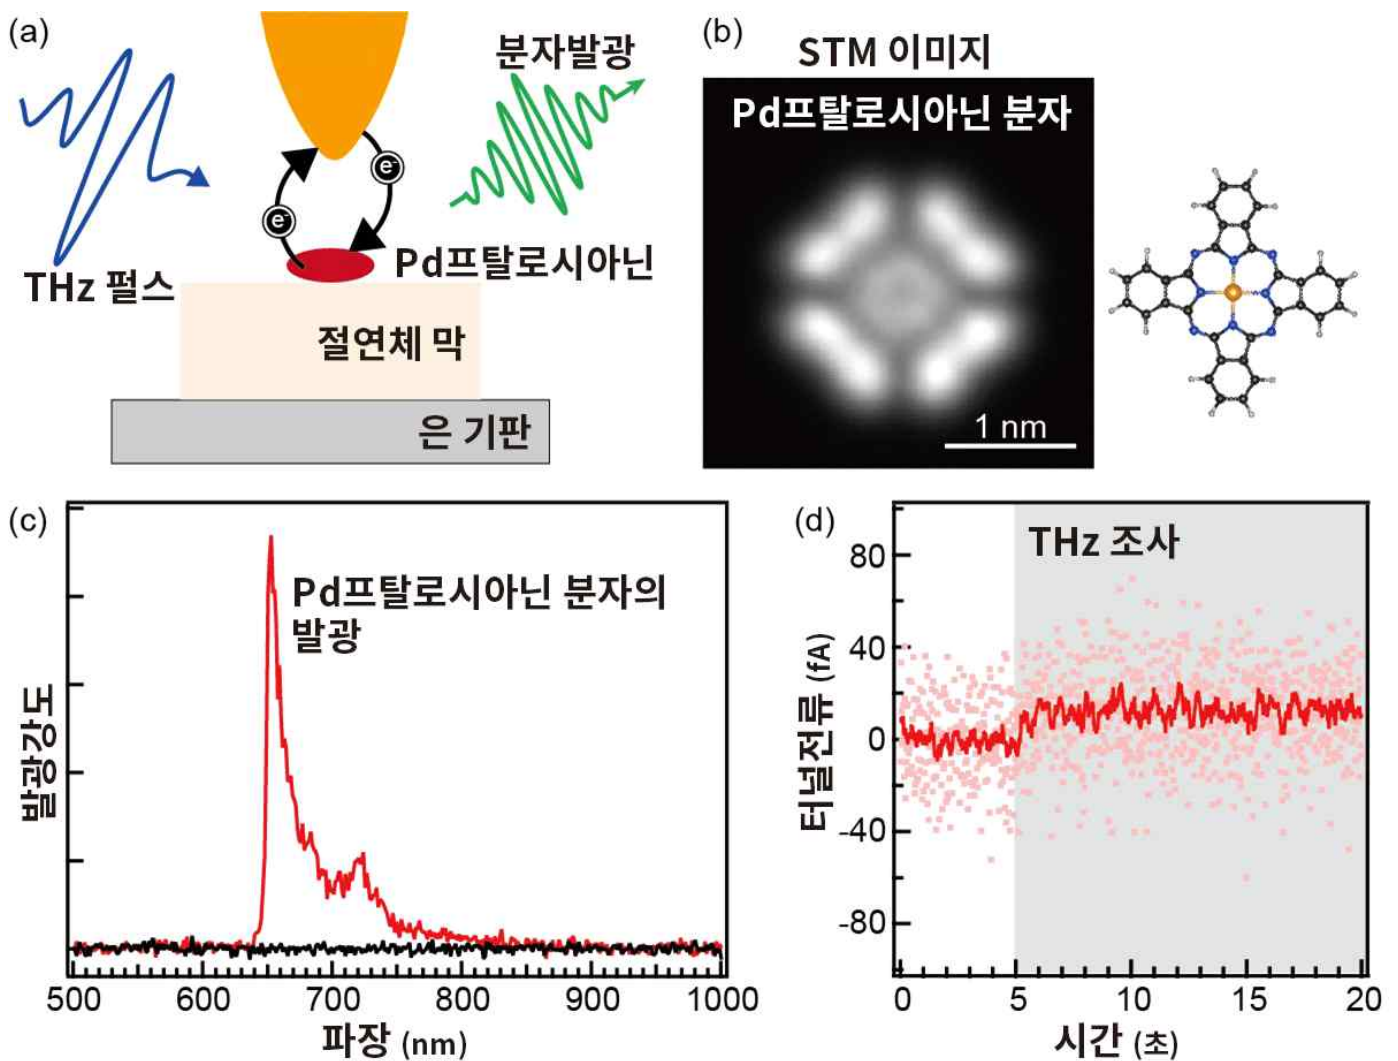 (a)
분자발광
e⁻
e⁻
THz 펄스
Pd프탈로시아닌
절연체 막
은 기판
(b)
STM 이미지
Pd프탈로시아닌 분자
1 nm
(c)
Pd프탈로시아닌 분자의
발광
발광강도
500 600 700 800 900 1000
파장 (nm)
(d)
THz 조사
터널전류 (fA)
80
40
0
-40
-80
0 5 10 15 20
시간 (초)